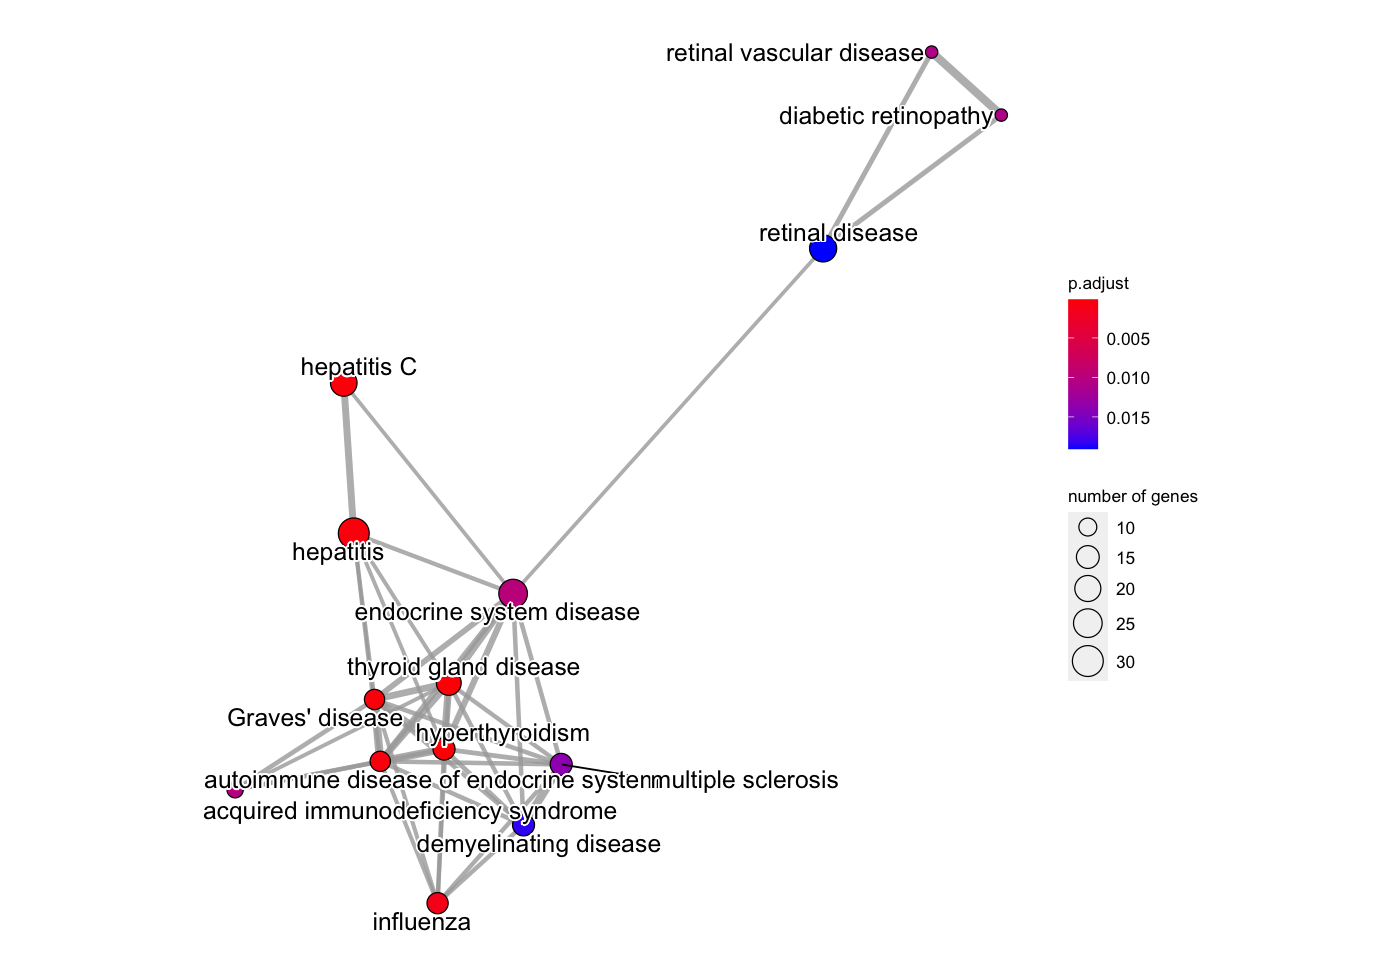 retinal vascular disease
diabetic retinopathy
retinal disease
p.adjust
0.005
0.010
0.015
hepatitis C
number of genes
10
15
20
25
30
hepatitis
endocrine system disease
thyroid gland disease
Graves' disease
hyperthyroidism
autoimmune disease of endocrine system
multiple sclerosis
acquired immunodeficiency syndrome
demyelinating disease
influenza